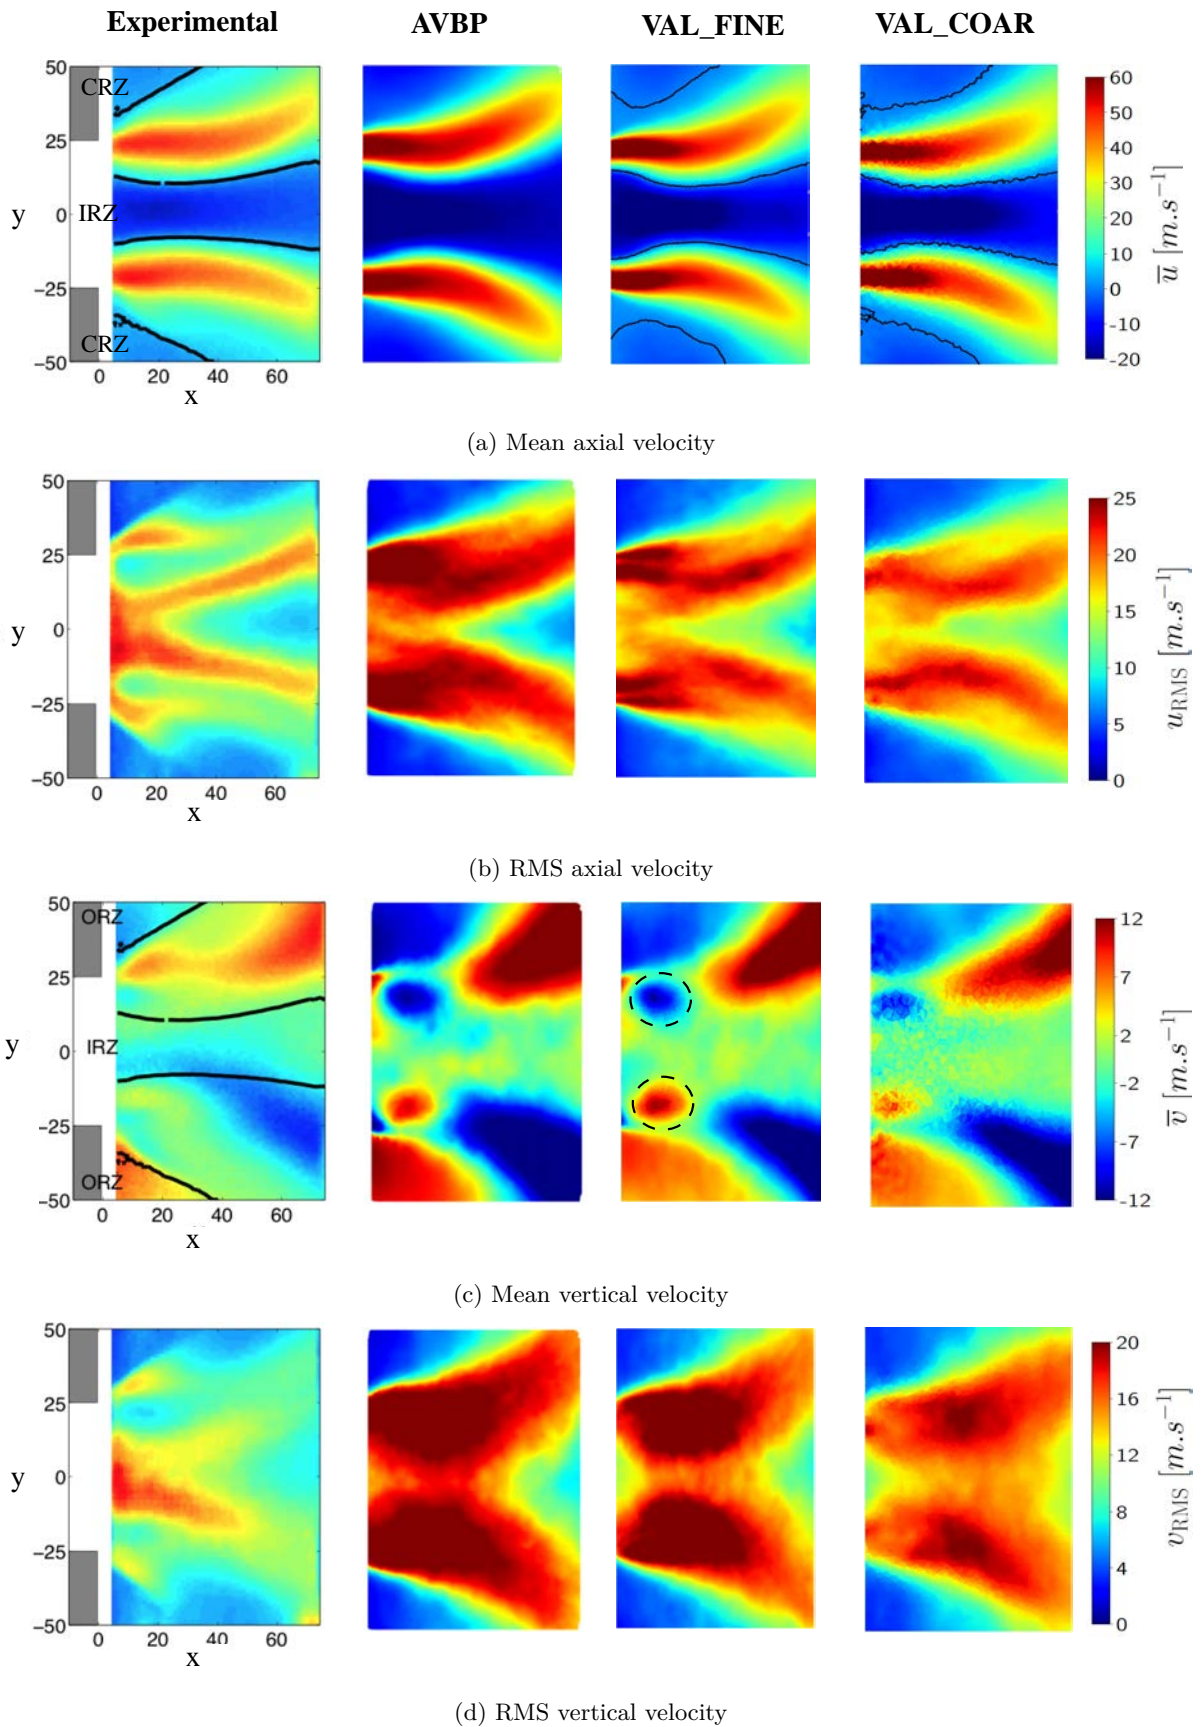 Experimental AVBP VAL_FINE VAL_COAR
50
25
y 0
−25
−50
CRZ
IRZ
CRZ
0 20 40 60
x
60
50
40
30
20
10
0
-10
-20
u̅ [m.s⁻¹]
(a) Mean axial velocity
50
25
y 0
−25
−50
0 20 40 60
x
25
20
15
10
5
0
u_RMS [m.s⁻¹]
(b) RMS axial velocity
50
25
y 0
−25
−50
ORZ
IRZ
ORZ
0 20 40 60
x
12
7
2
-2
-7
-12
v̅ [m.s⁻¹]
(c) Mean vertical velocity
50
25
y 0
−25
−50
0 20 40 60
x
20
16
12
8
4
0
v_RMS [m.s⁻¹]
(d) RMS vertical velocity